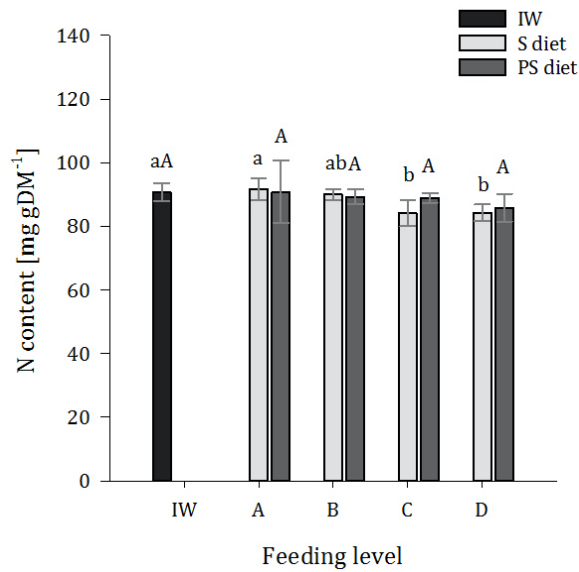 IW
S diet
PS diet
140
120
100
80
60
40
20
0
N content [mg gDM⁻¹]
aA
a
A
ab A
b
A
b
A
IW
A
B
C
D
Feeding level